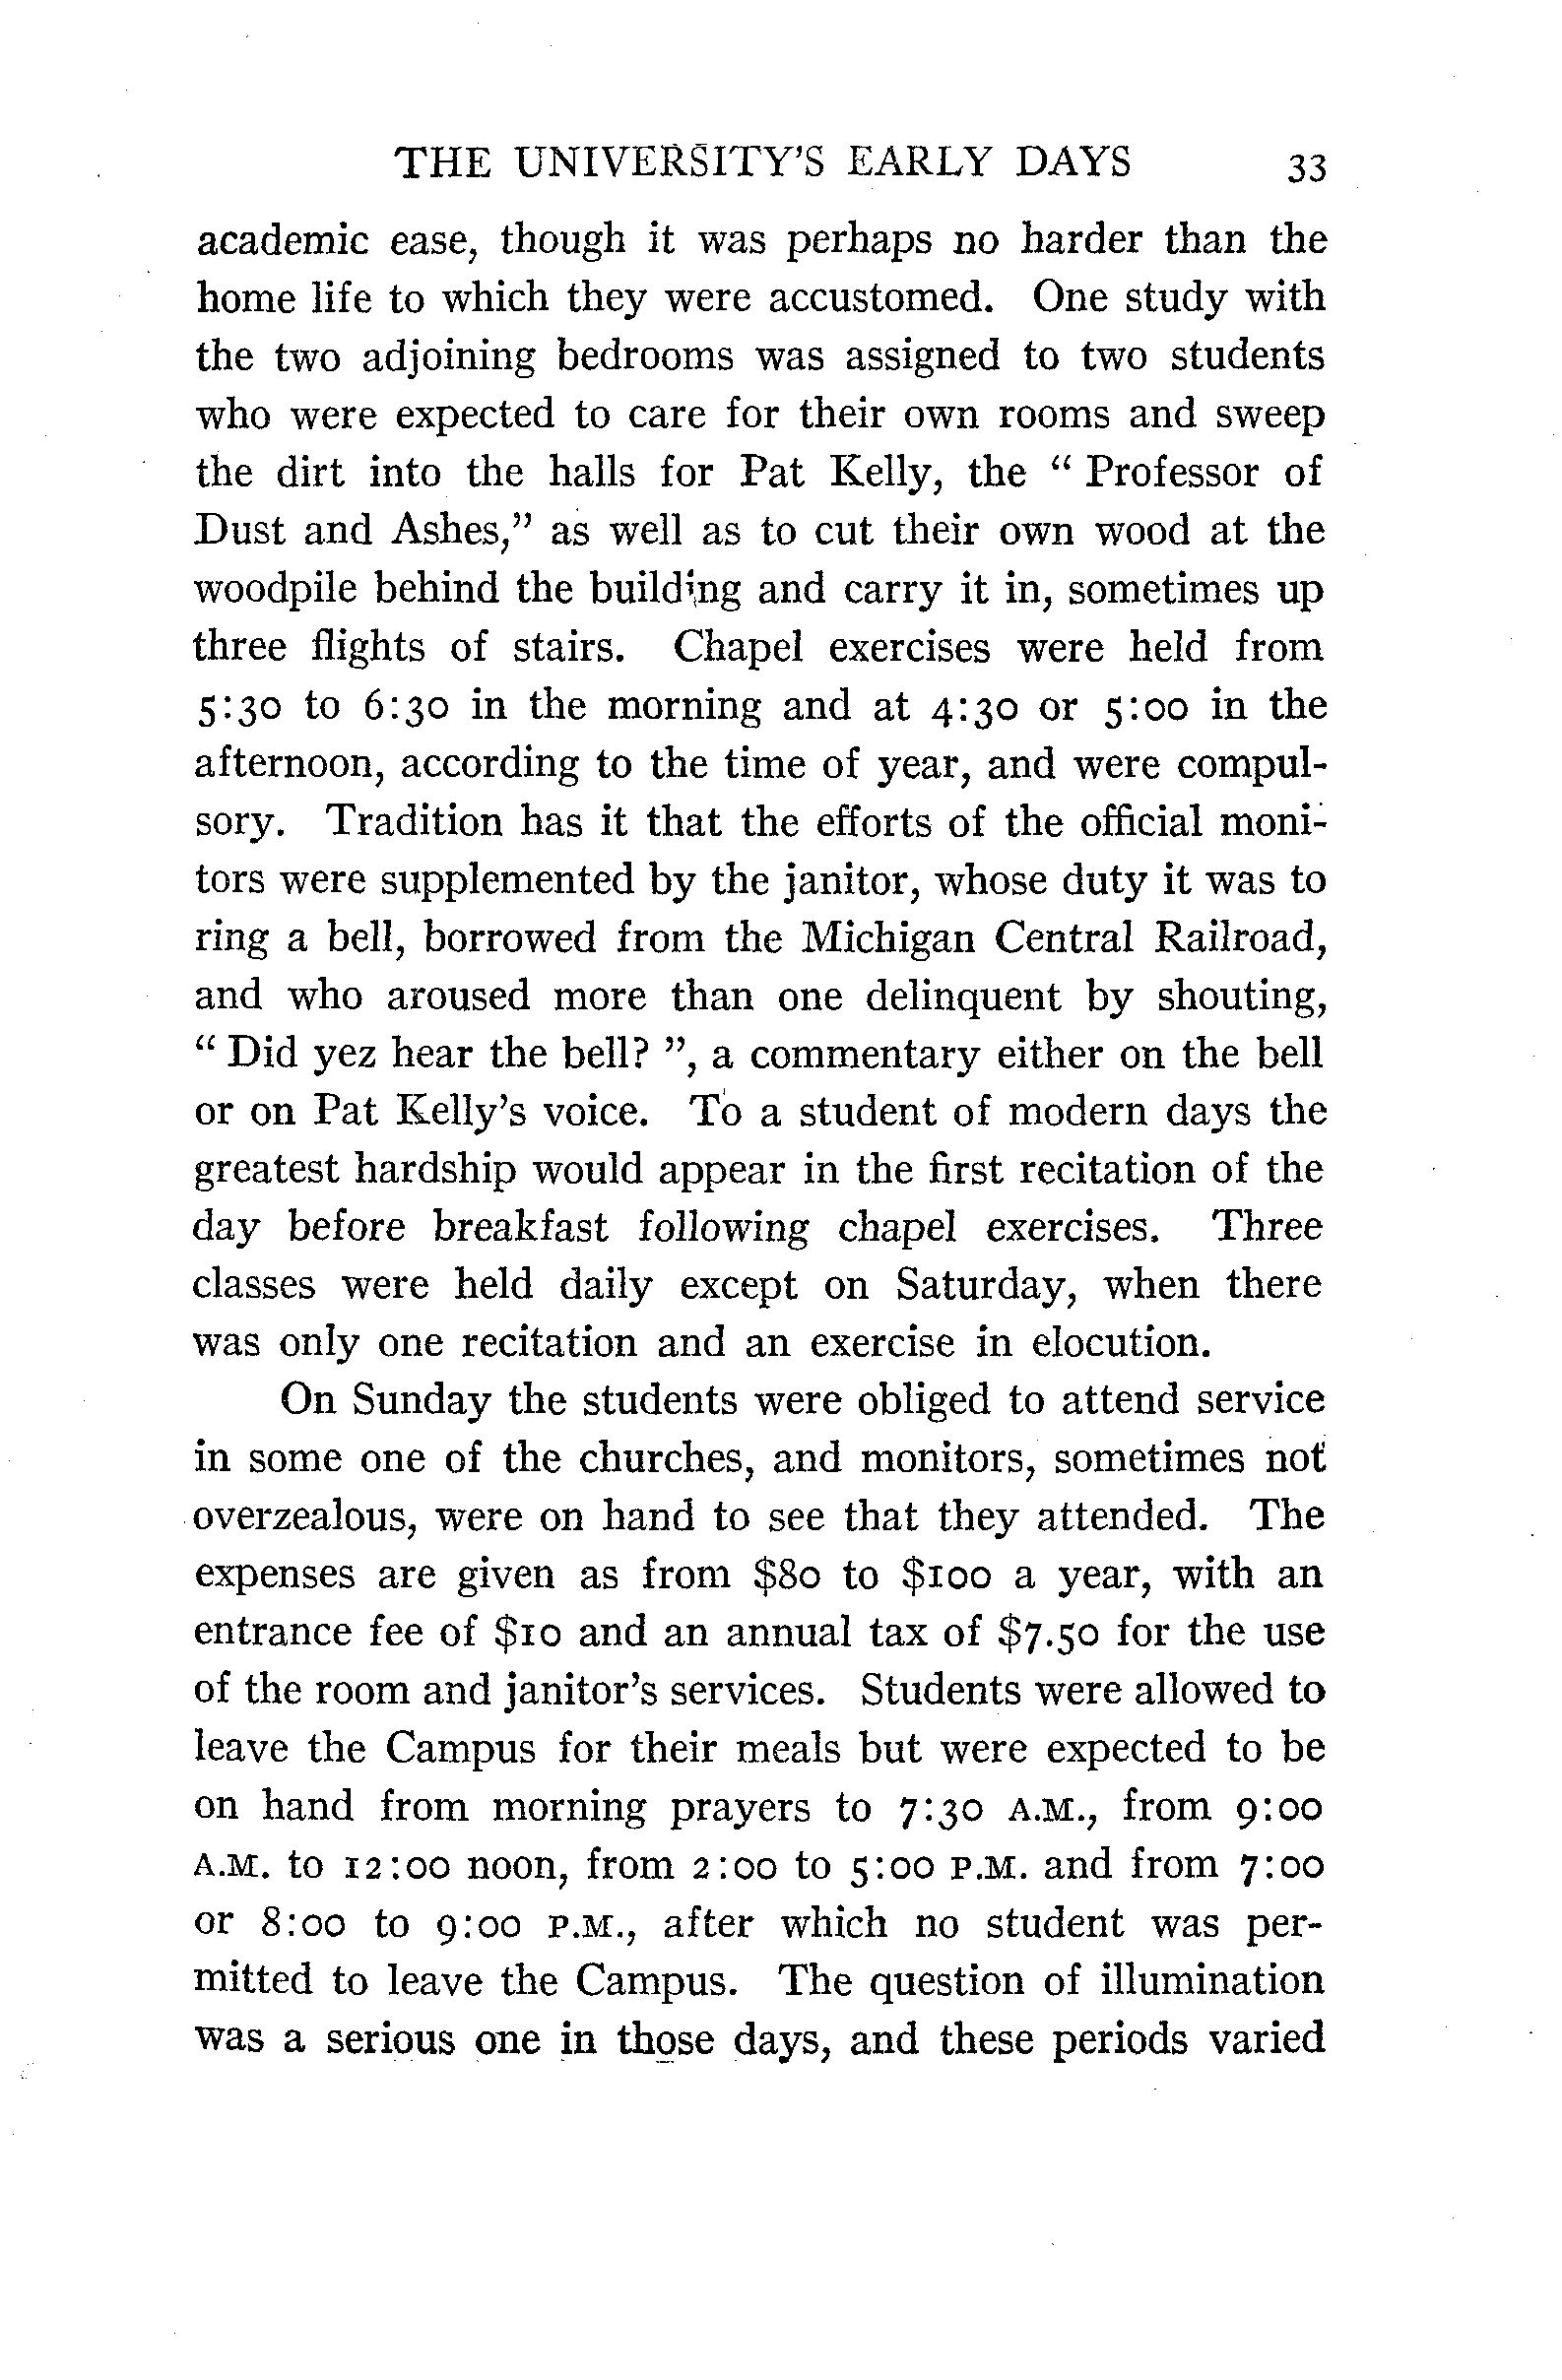 THE UNIVERSITY'S EARLY DAYS 33
academic ease, though it was perhaps no harder than the
home life to which they were accustomed. One study with
the two adjoining bedrooms was assigned to two students
who were expected to care for their own rooms and sweep
the dirt into the halls for Pat Kelly, the “ Professor of
Dust and Ashes,” as well as to cut their own wood at the
woodpile behind the building and carry it in, sometimes up
three flights of stairs. Chapel exercises were held from
5:30 to 6:30 in the morning and at 4:30 or 5:00 in the
afternoon, according to the time of year, and were compul-
sory. Tradition has it that the efforts of the official moni-
tors were supplemented by the janitor, whose duty it was to
ring a bell, borrowed from the Michigan Central Railroad,
and who aroused more than one delinquent by shouting,
“ Did yez hear the bell? ”, a commentary either on the bell
or on Pat Kelly's voice. To a student of modern days the
greatest hardship would appear in the first recitation of the
day before breakfast following chapel exercises. Three
classes were held daily except on Saturday, when there
was only one recitation and an exercise in elocution.
On Sunday the students were obliged to attend service
in some one of the churches, and monitors, sometimes not
overzealous, were on hand to see that they attended. The
expenses are given as from $80 to $100 a year, with an
entrance fee of $10 and an annual tax of $7.50 for the use
of the room and janitor's services. Students were allowed to
leave the Campus for their meals but were expected to be
on hand from morning prayers to 7:30 A.M., from 9:00
A.M. to 12:00 noon, from 2:00 to 5:00 P.M. and from 7:00
or 8:00 to 9:00 P.M., after which no student was per-
mitted to leave the Campus. The question of illumination
was a serious one in those days, and these periods varied